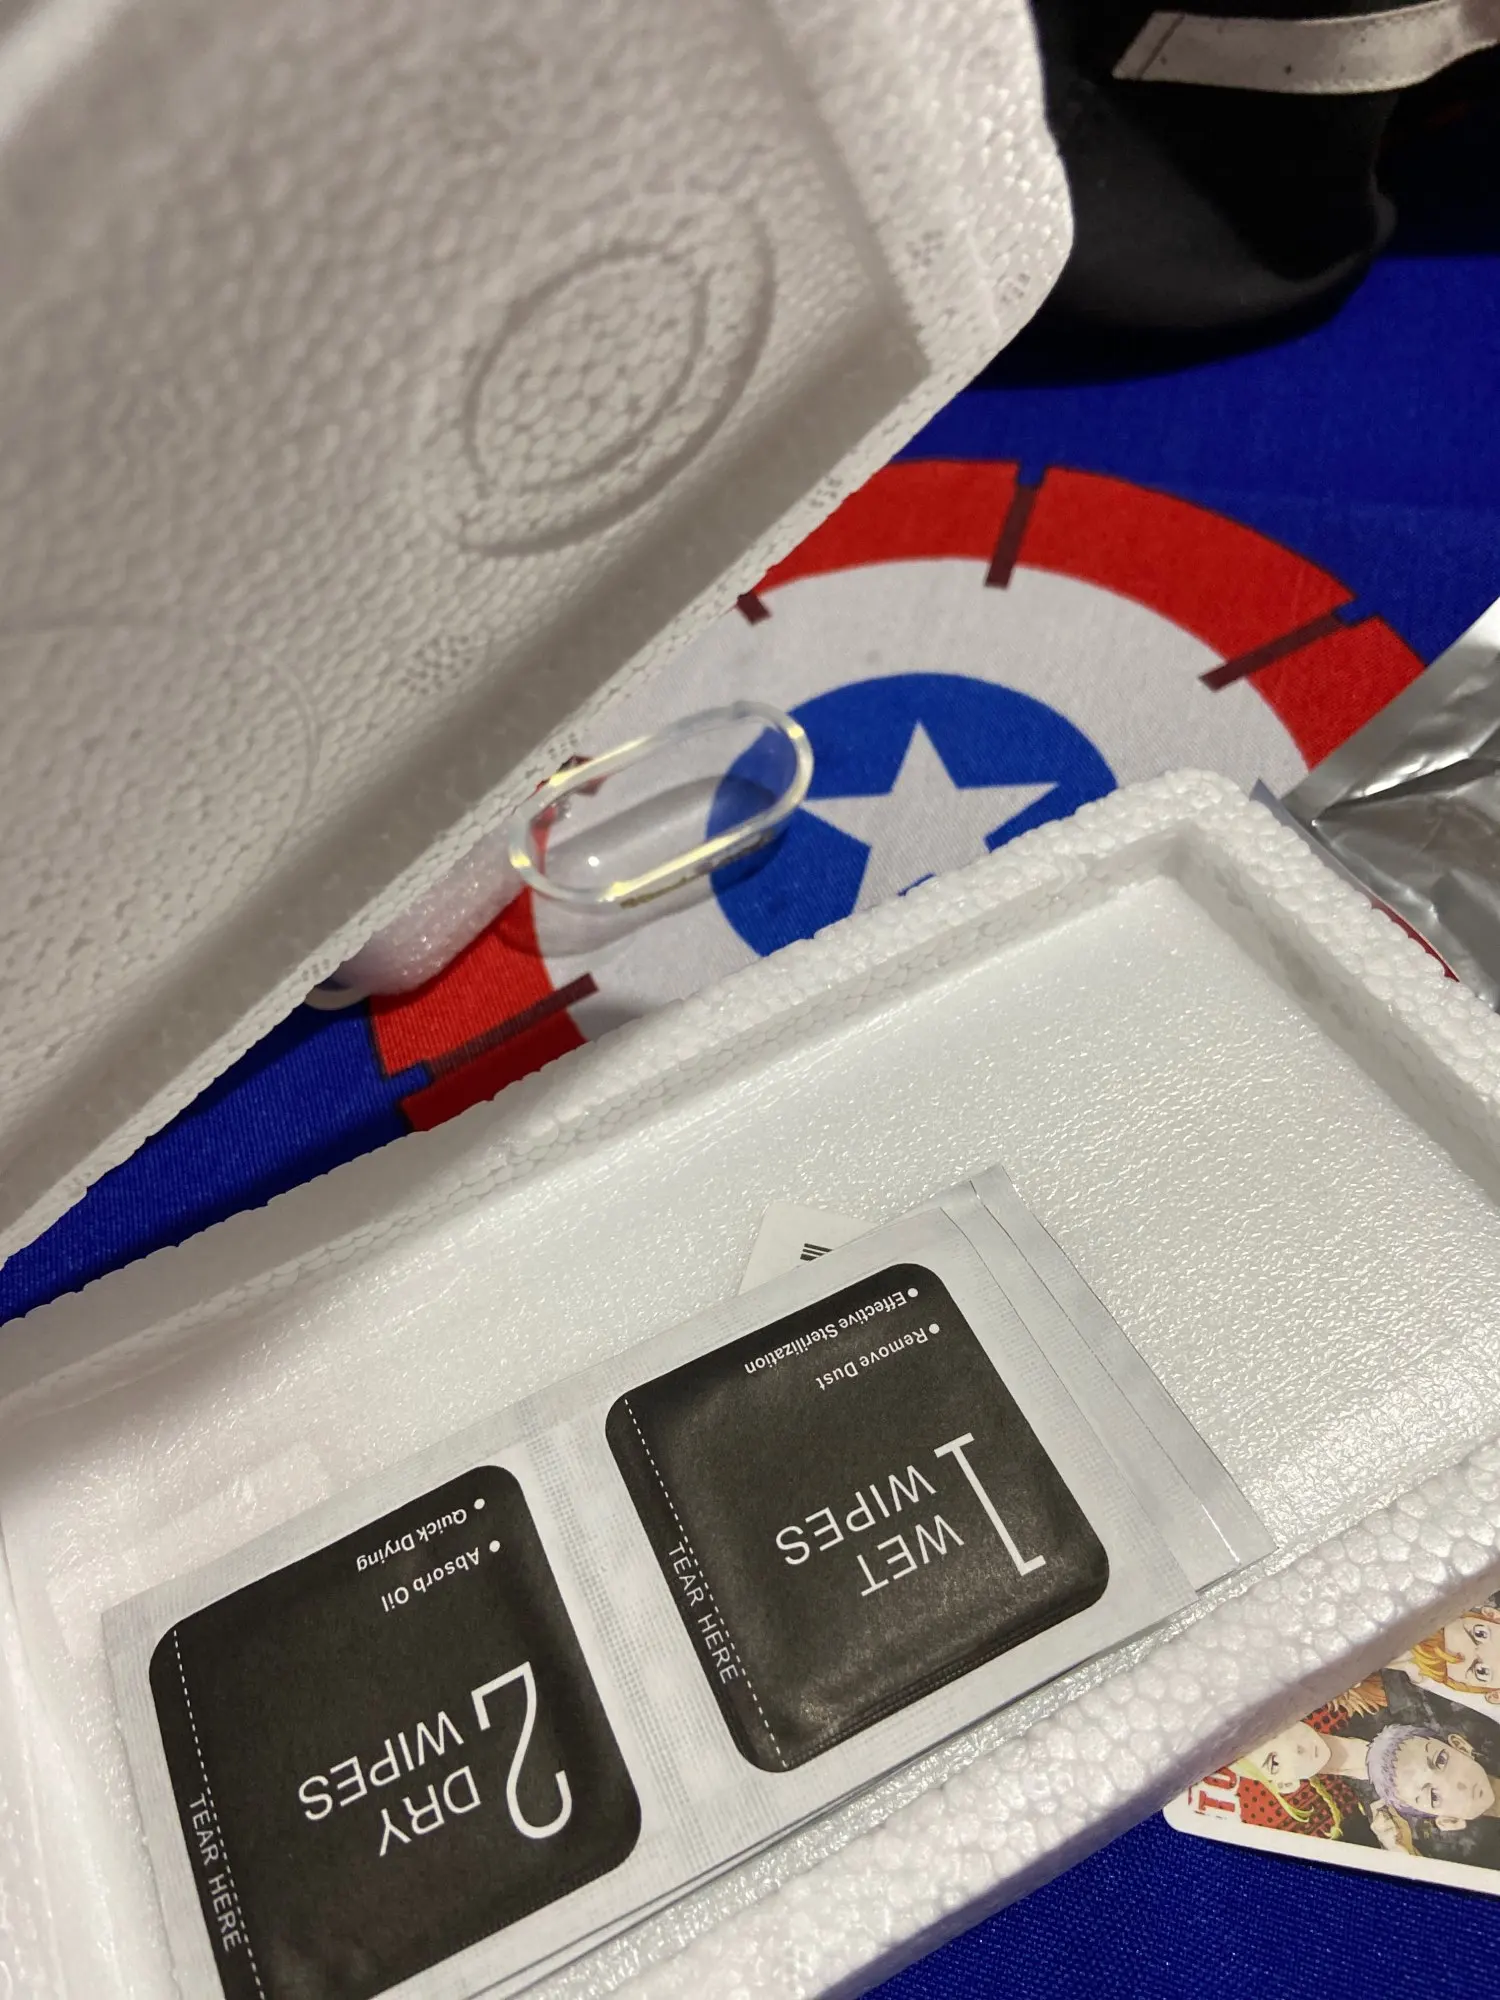 1 WET
WIPES
• Remove Dust
• Effective Sterilization
TEAR HERE
2 DRY
WIPES
• Absorb Oil
• Quick Drying
TEAR HERE